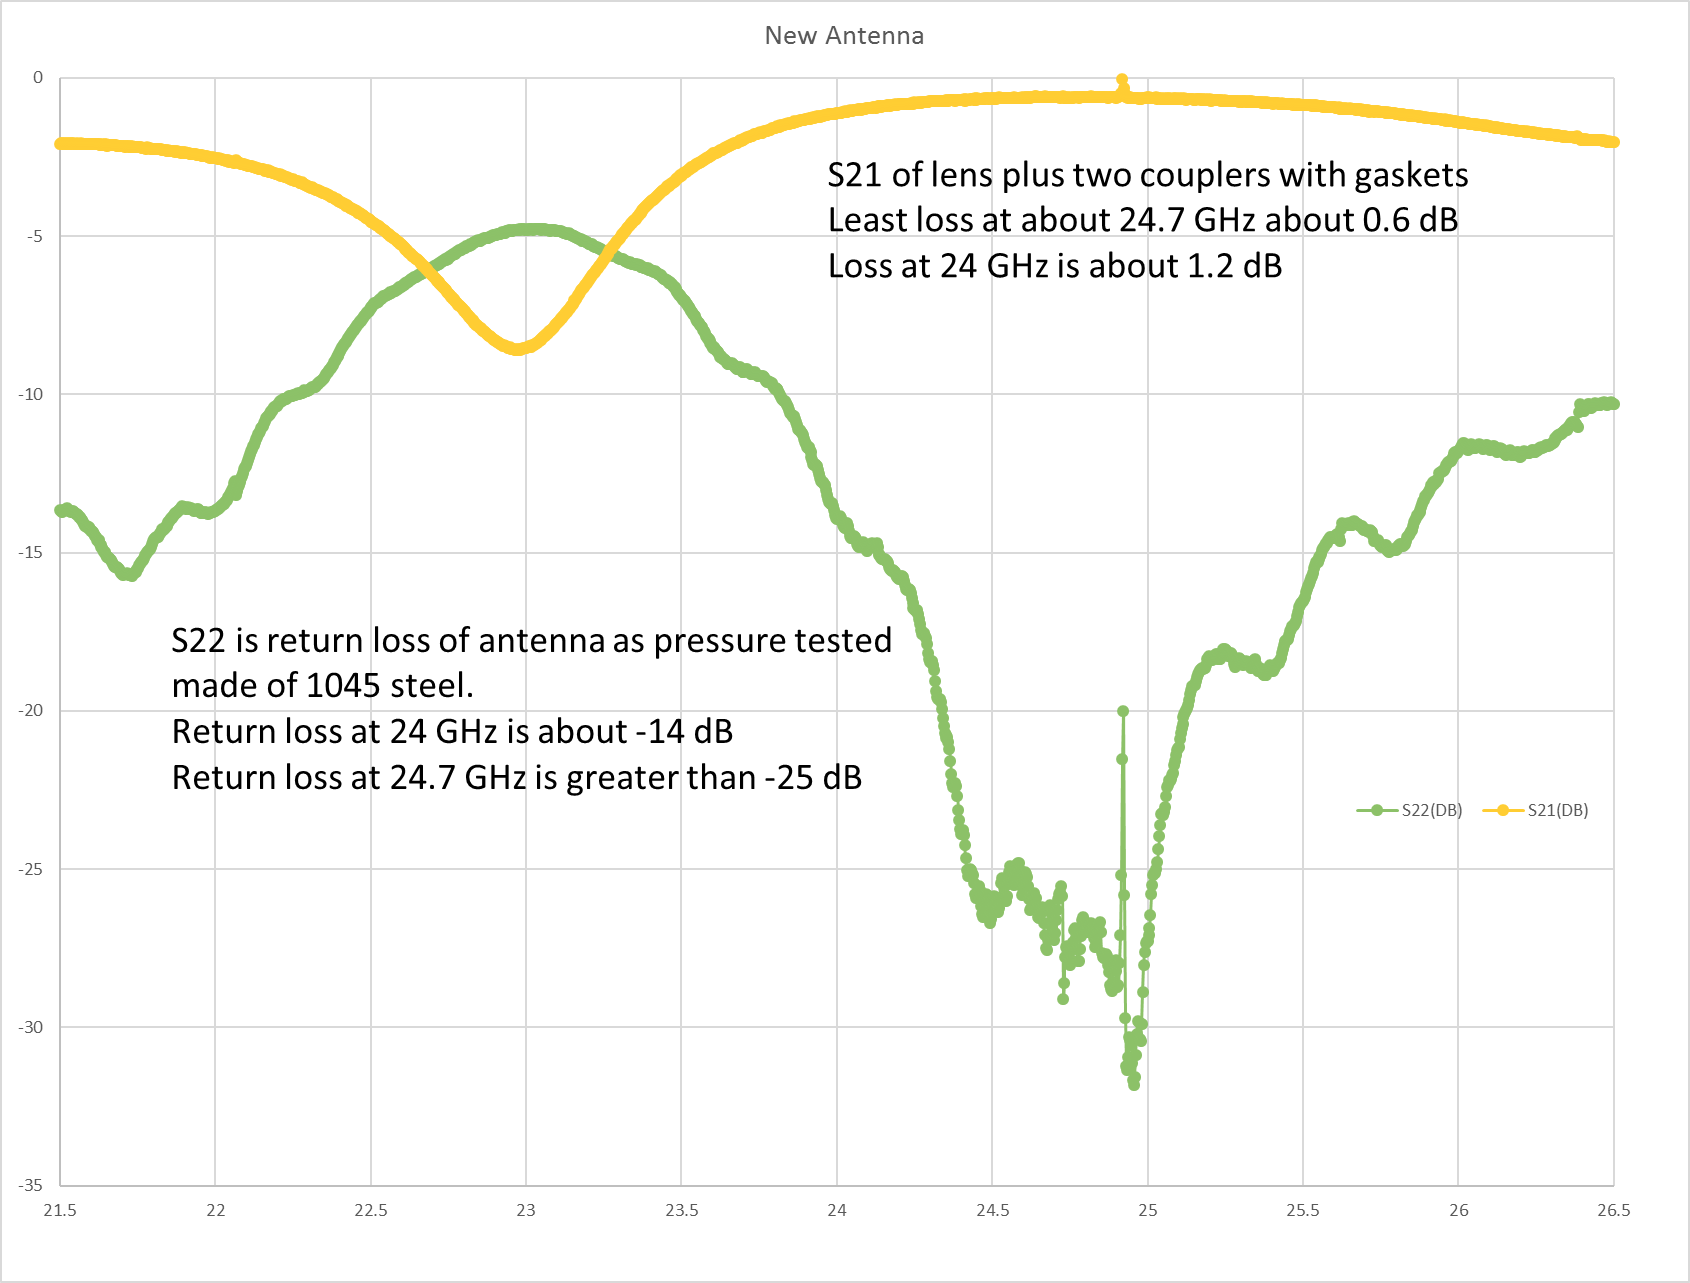 New Antenna
0
-5
-10
-15
-20
-25
-30
-35
21.5 22 22.5 23 23.5 24 24.5 25 25.5 26 26.5
S21 of lens plus two couplers with gaskets
Least loss at about 24.7 GHz about 0.6 dB
Loss at 24 GHz is about 1.2 dB
S22 is return loss of antenna as pressure tested
made of 1045 steel.
Return loss at 24 GHz is about -14 dB
Return loss at 24.7 GHz is greater than -25 dB
S22(DB) S21(DB)